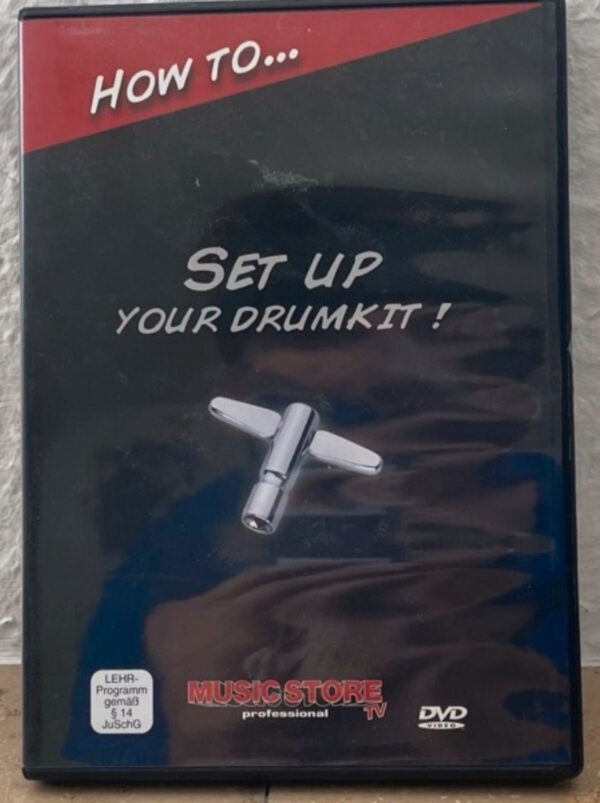 HOW TO...
SET UP
YOUR DRUMKIT !
LEHR-
Programm
gemäß
§ 14
JuSchG
MUSIC STORE
professional TV
DVD
VIDEO